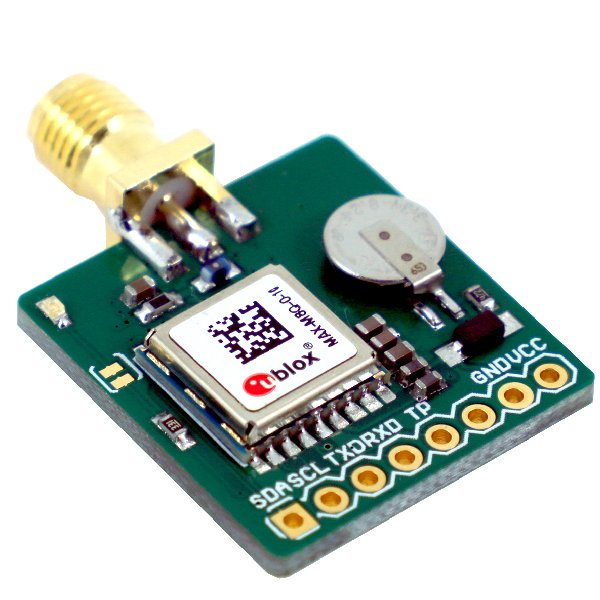 MAX-M8Q-0-10
ublox®
SDA SCL TXD RXD TP GND VCC